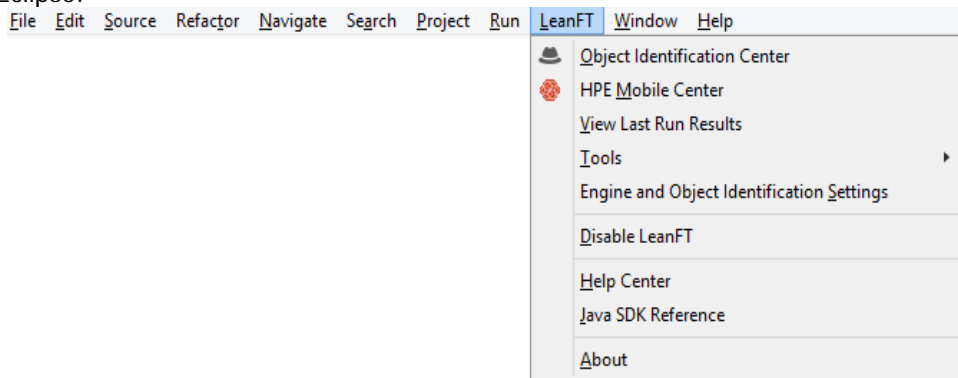 File Edit Source Refactor Navigate Search Project Run LeanFT Window Help
Object Identification Center
HPE Mobile Center
View Last Run Results
Tools
Engine and Object Identification Settings
Disable LeanFT
Help Center
Java SDK Reference
About